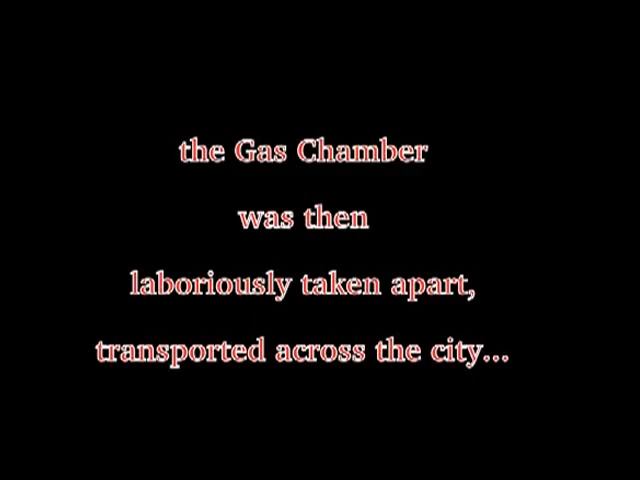 the Gas Chamber
was then
laboriously taken apart,
transported across the city...